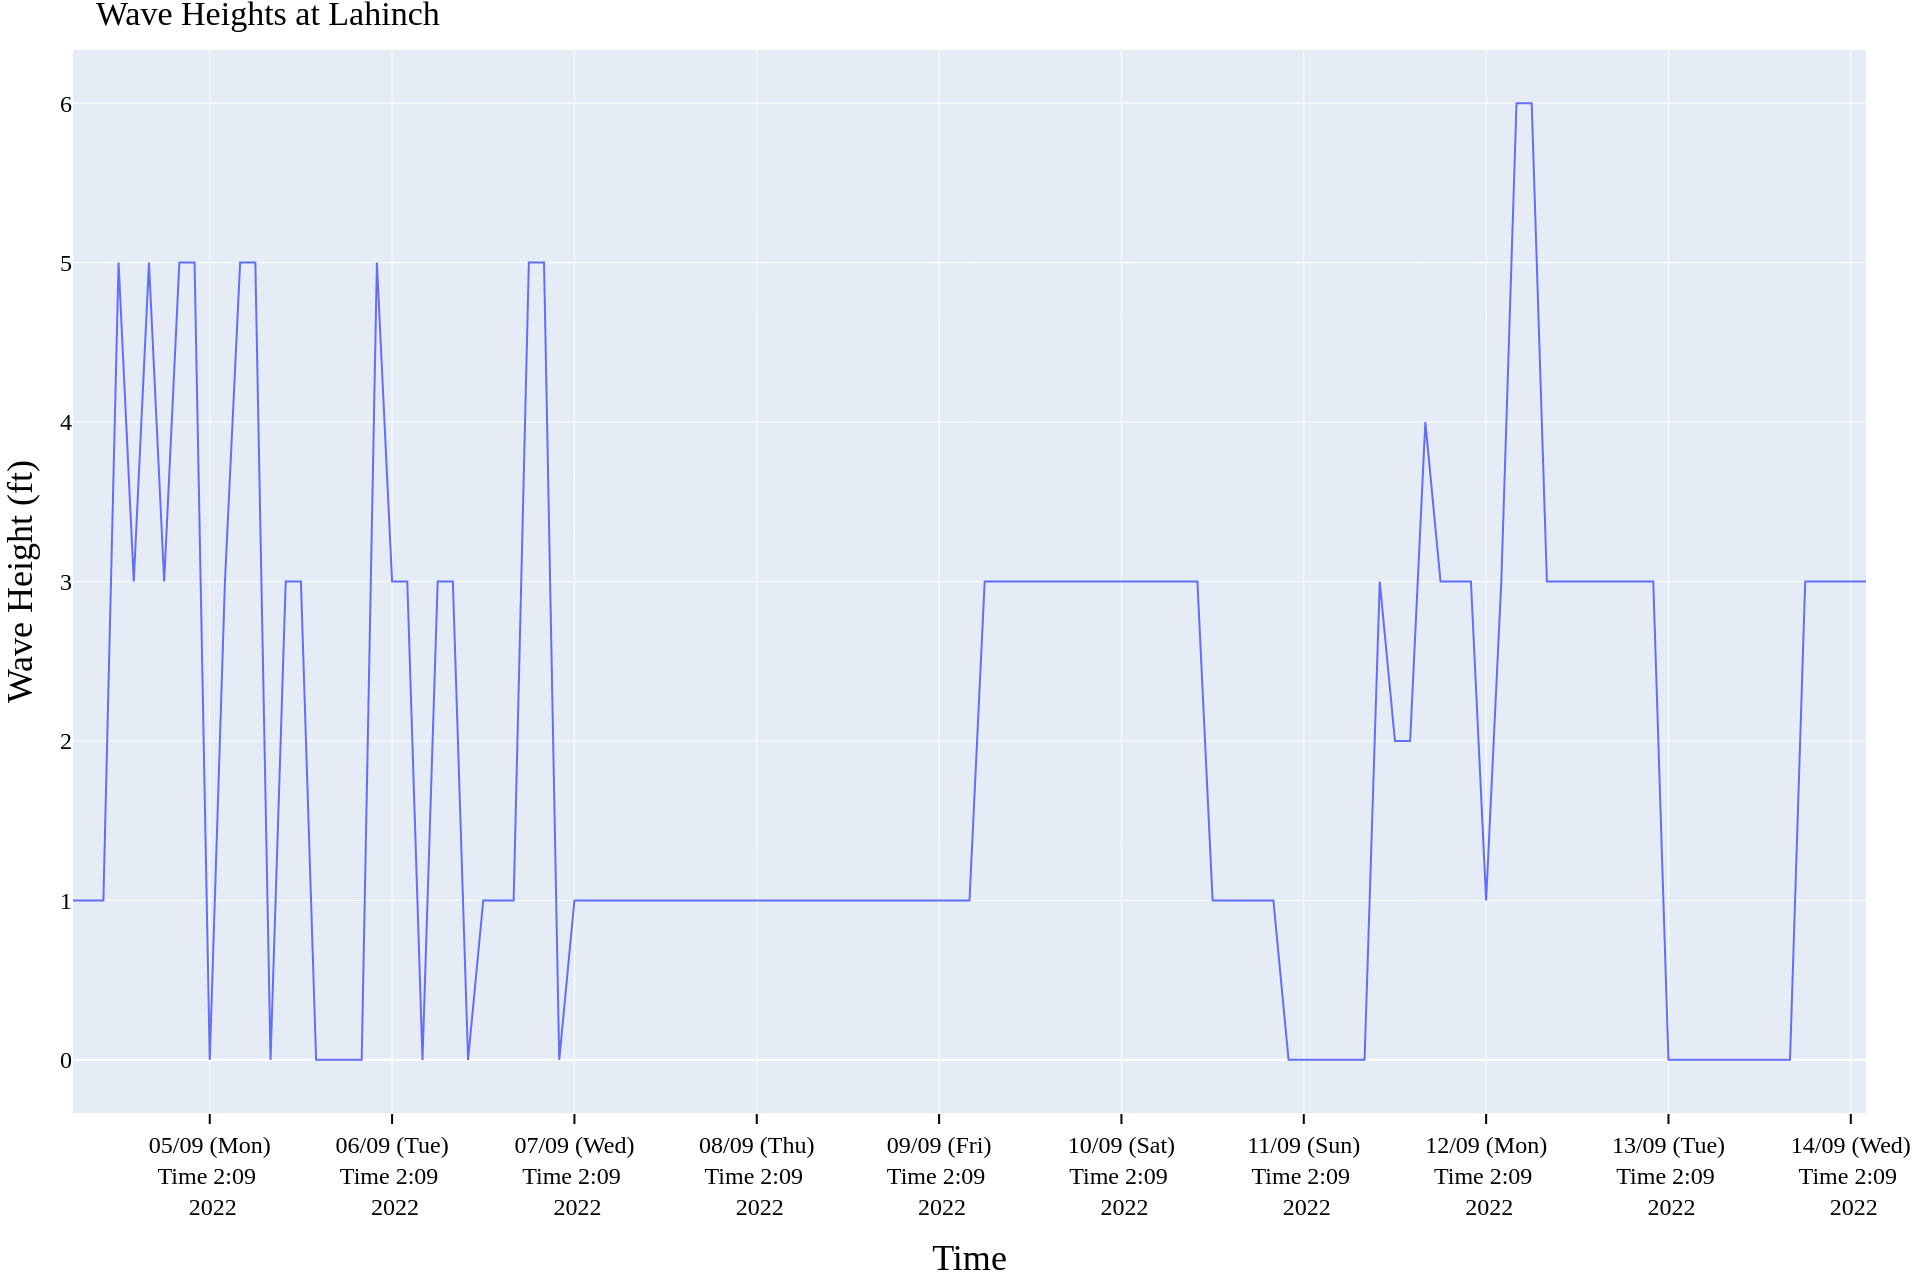 Wave Heights at Lahinch
Wave Height (ft)
6
5
4
3
2
1
0
05/09 (Mon) 06/09 (Tue) 07/09 (Wed) 08/09 (Thu) 09/09 (Fri) 10/09 (Sat) 11/09 (Sun) 12/09 (Mon) 13/09 (Tue) 14/09 (Wed)
Time 2:09 Time 2:09 Time 2:09 Time 2:09 Time 2:09 Time 2:09 Time 2:09 Time 2:09 Time 2:09 Time 2:09
2022 2022 2022 2022 2022 2022 2022 2022 2022 2022
Time